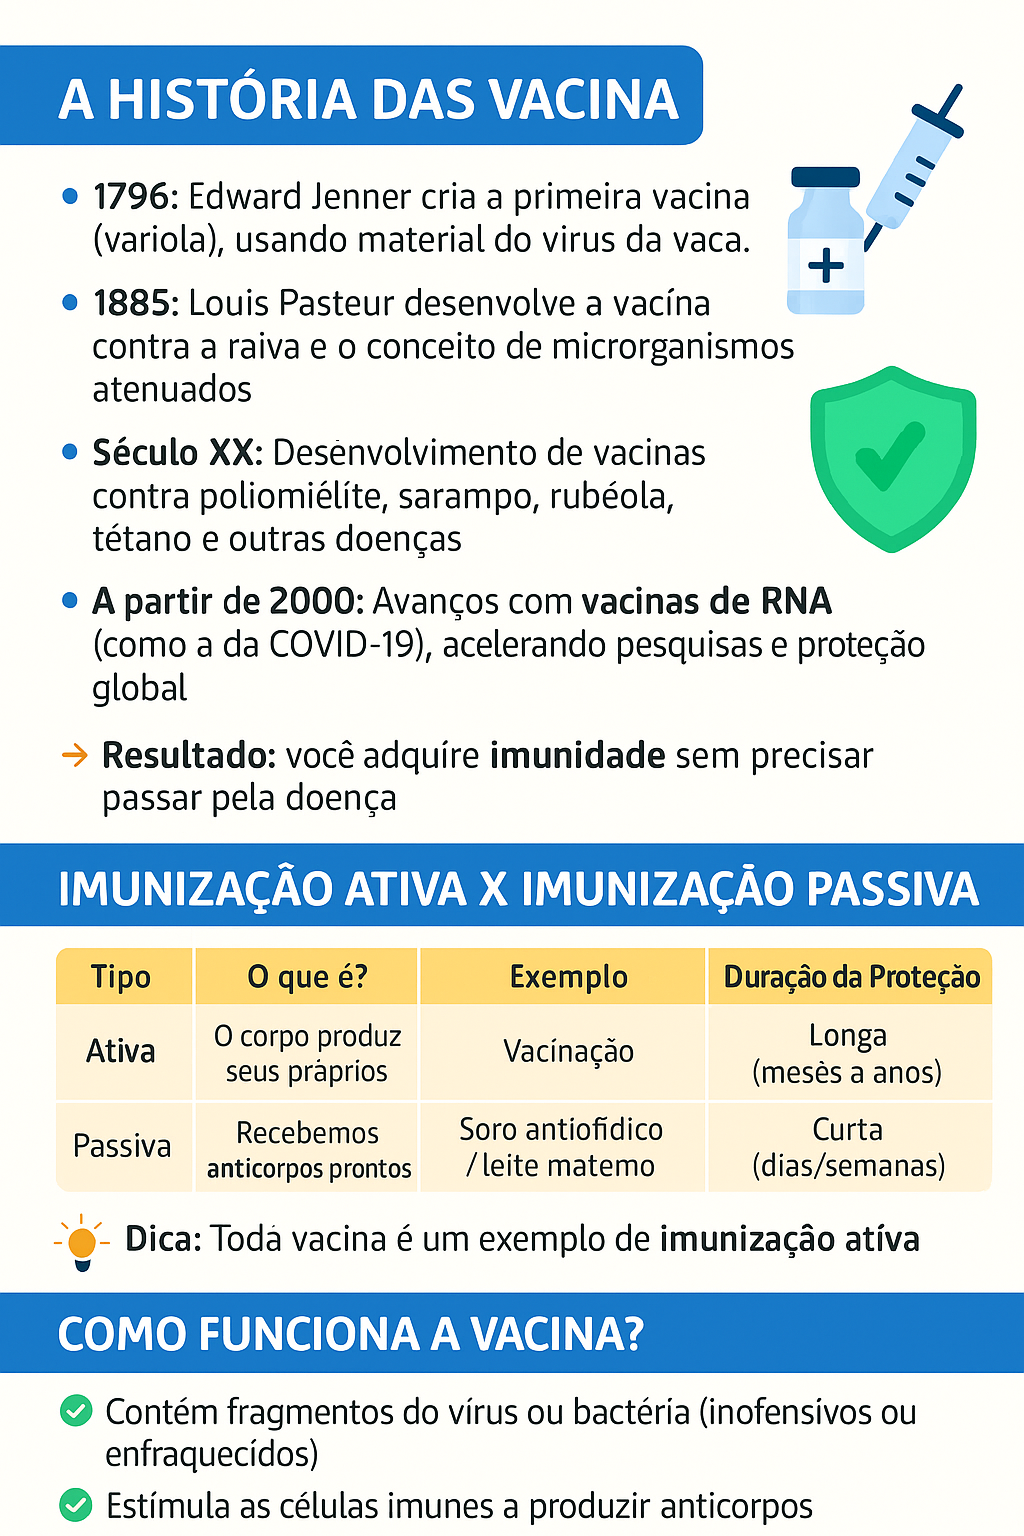 A HISTÓRIA DAS VACINA
• 1796: Edward Jenner cria a primeira vacina
(variola), usando material do virus da vaca.
• 1885: Louis Pasteur desenvolve a vacína
contra a raiva e o conceito de microrganismos
atenuados
• Século XX: Desėnvolvimento de vacinas
contra poliomiélíte, sarampo, rubéola,
tétano e outras doenças
• A partir de 2000: Avanços com vacinas de RNA
(como a da COVID-19), acelerando pesquisas e proteção
global
→ Resultado: você adquíre imunidade sem precisar
passar pela doença
IMUNIZAÇÃO ATIVA X IMUNIZAÇÃO PASSIVA
Tipo O que é? Exemplo Duração da Proteção
Ativa O corpo produz seus práprios Vacínação Longa (mesès a anos)
Passiva Recebemos anticorpos prontos Soro antiofídico / leite matemo Curta (dias/semanas)
Dica: Toda vacina é um exemplo de imunização atíva
COMO FUNCIONA A VACINA?
Contém fragmentos do vírus ou bactéria (inofensívos ou
enfraquecídos)
Estímula as células imunes a produzir anticorpos